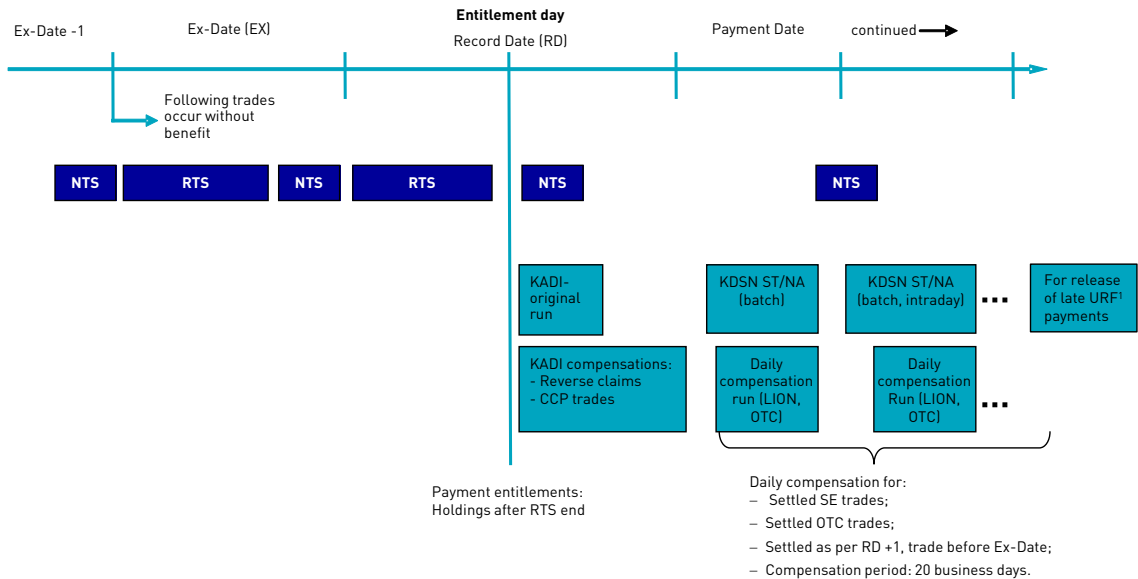 Entitlement day
Ex-Date -1
Ex-Date (EX)
Record Date (RD)
Payment Date
continued
Following trades
occur without
benefit
NTS
RTS
NTS
RTS
NTS
NTS
KADI-
original
run
KDSN ST/NA
(batch)
KDSN ST/NA
(batch, intraday)
...
For release
of late URF¹
payments
KADI compensations:
- Reverse claims
- CCP trades
Daily
compensation
run (LION,
OTC)
Daily
compensation
Run (LION,
OTC)
...
Payment entitlements:
Holdings after RTS end
Daily compensation for:
– Settled SE trades;
– Settled OTC trades;
– Settled as per RD +1, trade before Ex-Date;
– Compensation period: 20 business days.